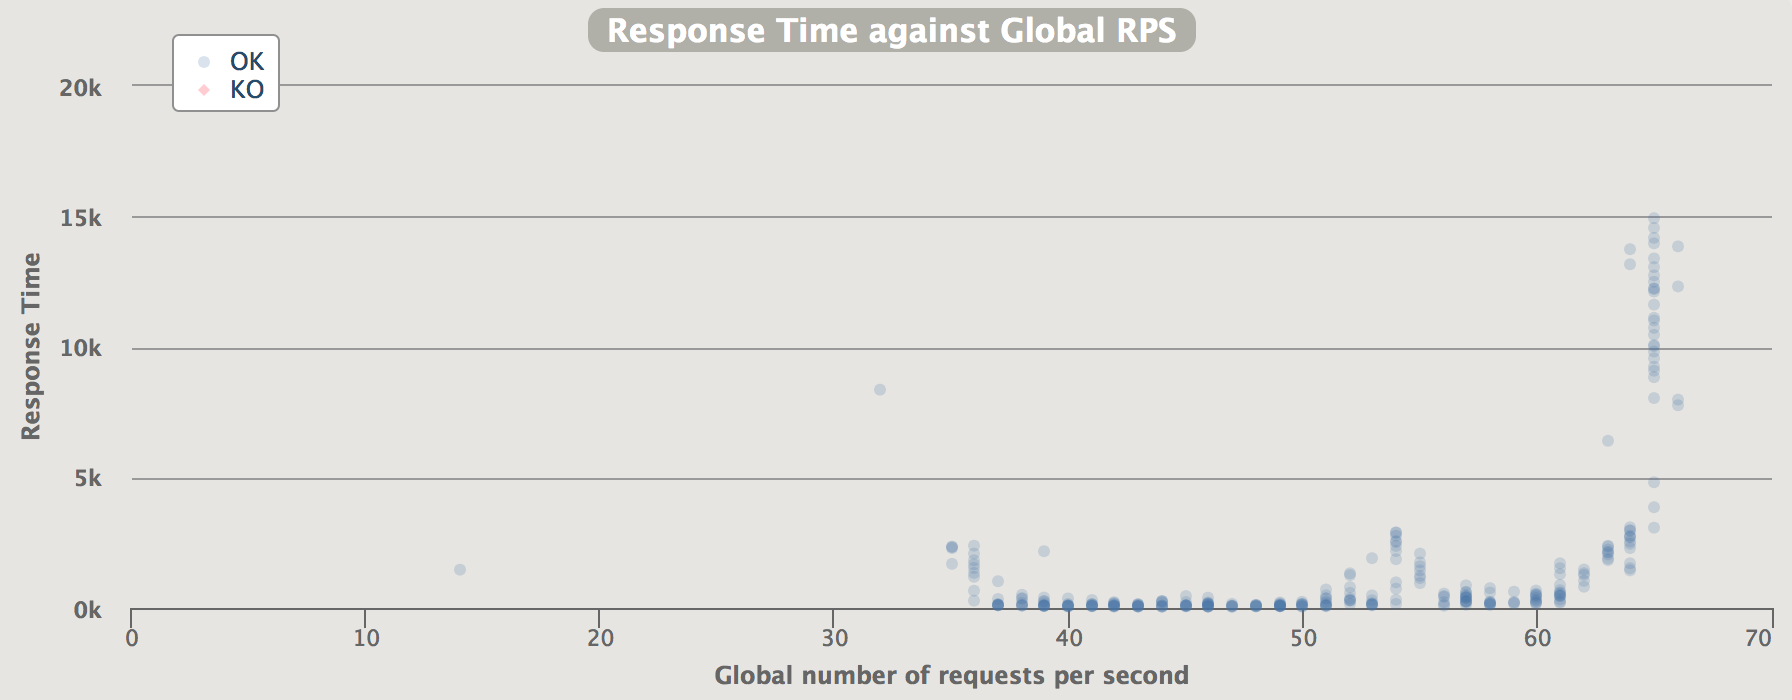 Response Time against Global RPS
OK
KO
20k
15k
10k
5k
0k
Response Time
0 10 20 30 40 50 60 70
Global number of requests per second